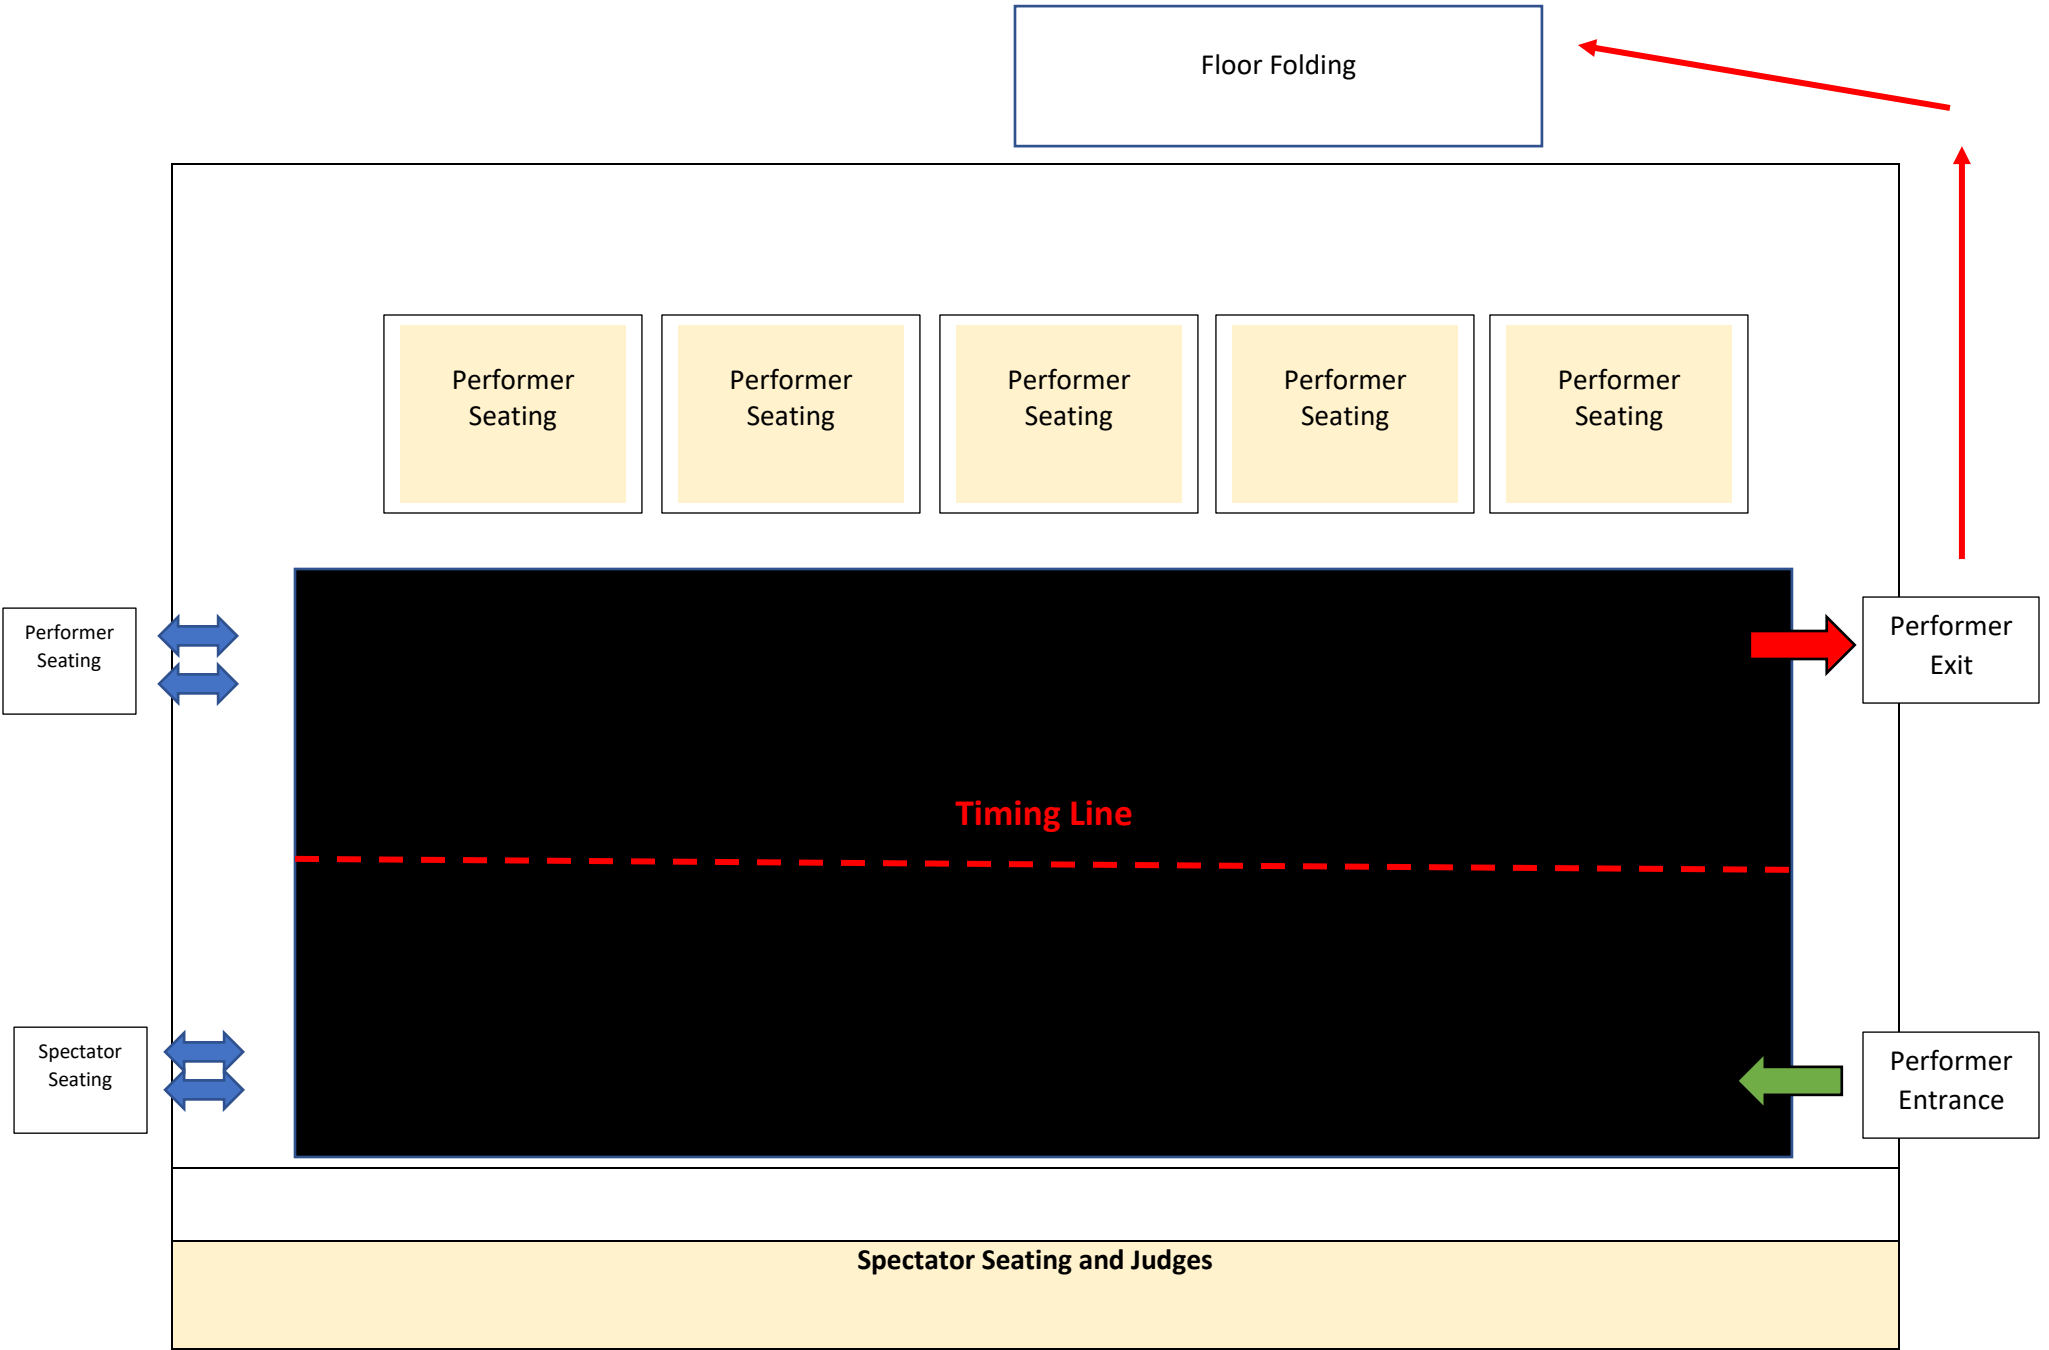 Floor Folding
Performer
Seating
Performer
Seating
Performer
Seating
Performer
Seating
Performer
Seating
Performer
Seating
Performer
Exit
Timing Line
Spectator
Seating
Performer
Entrance
Spectator Seating and Judges